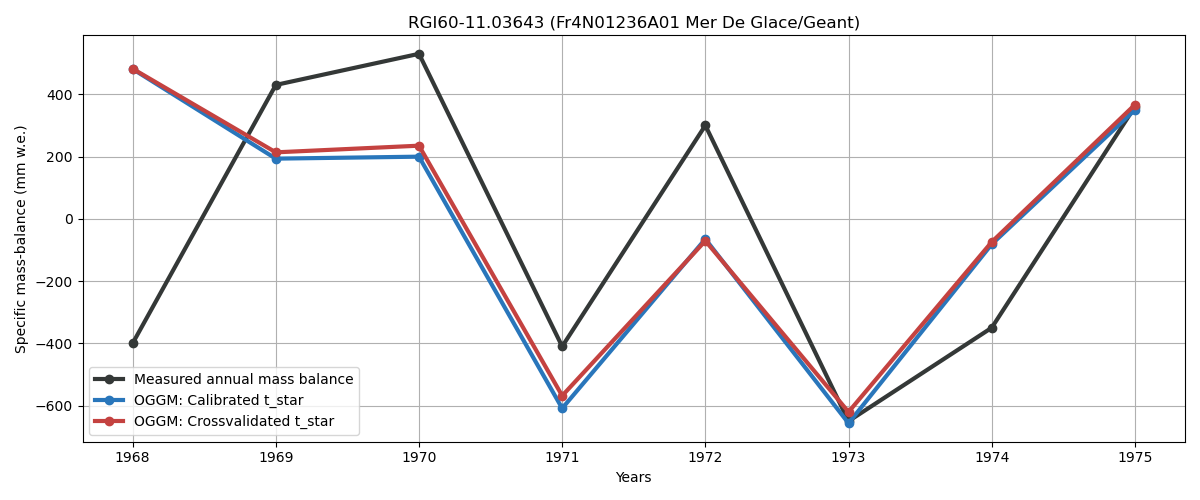 RGI60-11.03643 (Fr4N01236A01 Mer De Glace/Geant)
Specific mass-balance (mm w.e.)
400
200
0
−200
−400
−600
Measured annual mass balance
OGGM: Calibrated t_star
OGGM: Crossvalidated t_star
1968 1969 1970 1971 1972 1973 1974 1975
Years